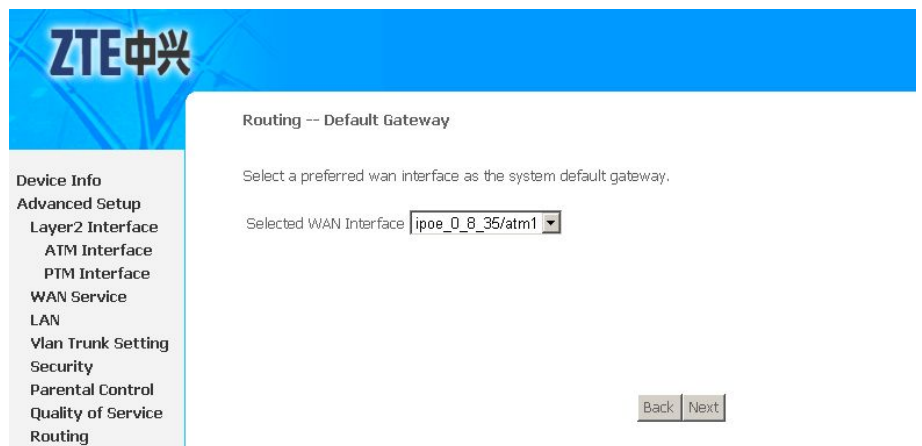 ZTE中兴
Routing -- Default Gateway
Select a preferred wan interface as the system default gateway.
Selected WAN Interface ipoe_0_8_35/atm1
Back Next
Device Info
Advanced Setup
Layer2 Interface
ATM Interface
PTM Interface
WAN Service
LAN
Vlan Trunk Setting
Security
Parental Control
Quality of Service
Routing